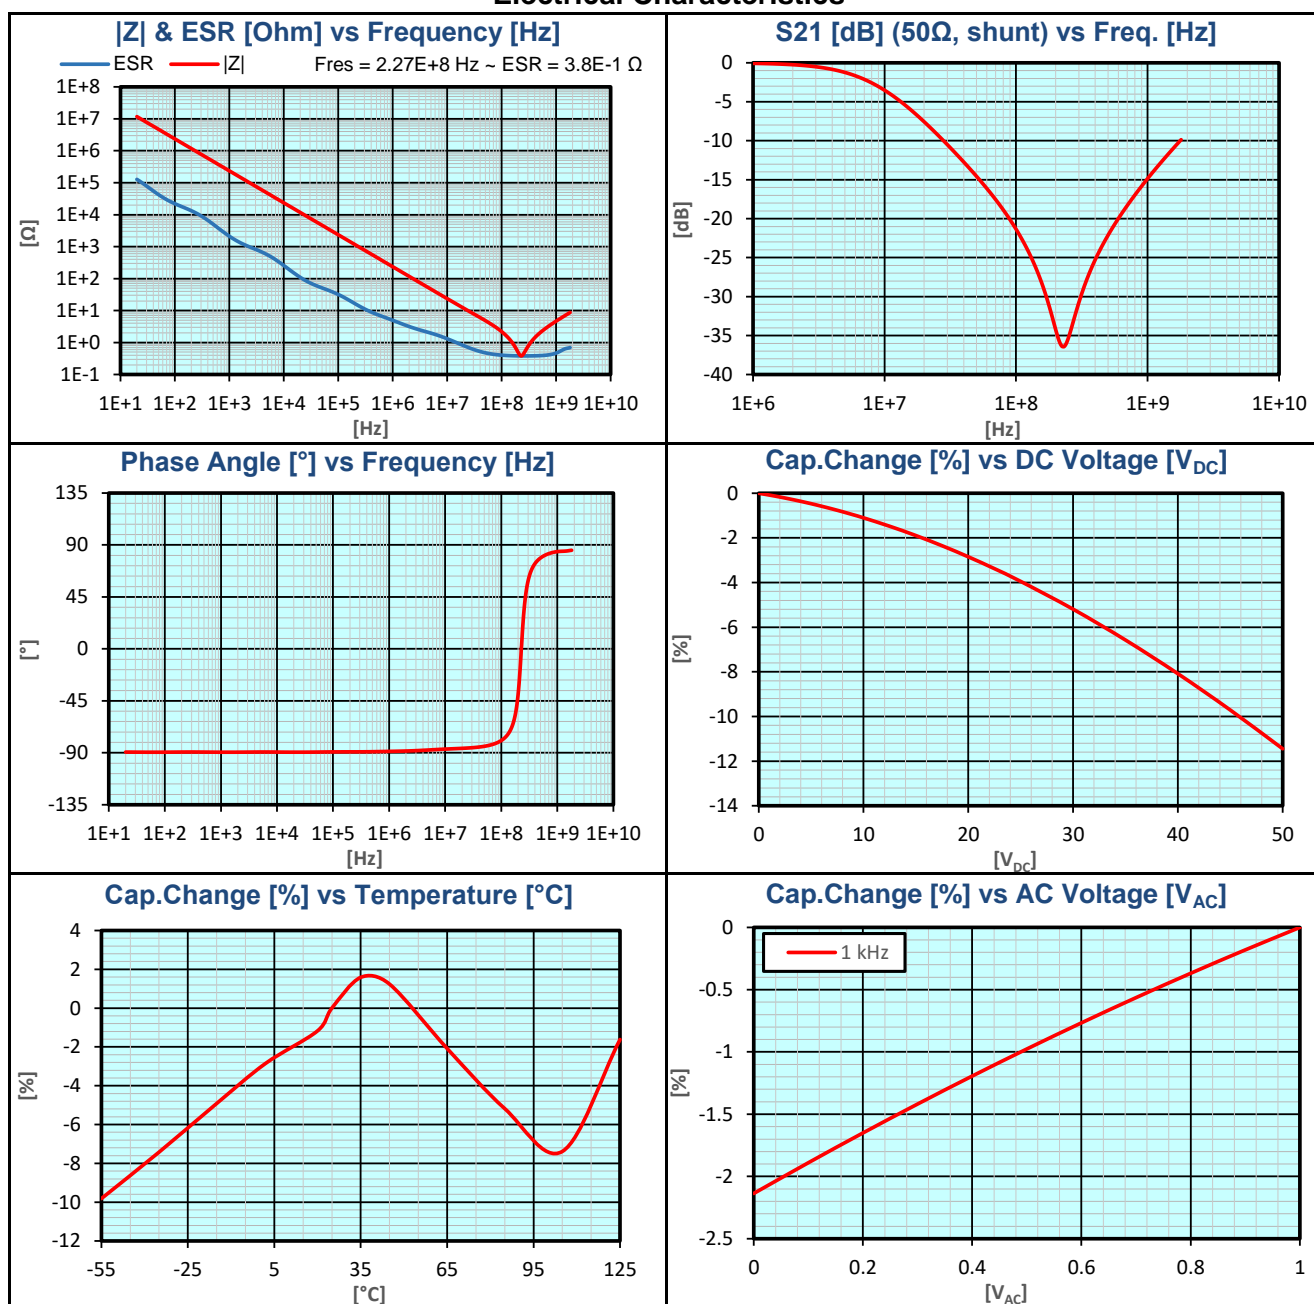 Electrical Characteristics
|Z| & ESR [Ohm] vs Frequency [Hz]
ESR |Z| Fres = 2.27E+8 Hz ~ ESR = 3.8E-1 Ω
1E+8
1E+7
1E+6
1E+5
1E+4
1E+3
1E+2
1E+1
1E+0
1E-1
[Ω]
1E+1 1E+2 1E+3 1E+4 1E+5 1E+6 1E+7 1E+8 1E+9 1E+10
[Hz]
S21 [dB] (50Ω, shunt) vs Freq. [Hz]
0
-5
-10
-15
-20
-25
-30
-35
-40
[dB]
1E+6 1E+7 1E+8 1E+9 1E+10
[Hz]
Phase Angle [°] vs Frequency [Hz]
135
90
45
0
-45
-90
-135
[°]
1E+1 1E+2 1E+3 1E+4 1E+5 1E+6 1E+7 1E+8 1E+9 1E+10
[Hz]
Cap.Change [%] vs DC Voltage [VDC]
0
-2
-4
-6
-8
-10
-12
-14
[%]
0 10 20 30 40 50
[VDC]
Cap.Change [%] vs Temperature [°C]
4
2
0
-2
-4
-6
-8
-10
-12
[%]
-55 -25 5 35 65 95 125
[°C]
Cap.Change [%] vs AC Voltage [VAC]
1 kHz
0
-0.5
-1
-1.5
-2
-2.5
[%]
0 0.2 0.4 0.6 0.8 1
[VAC]